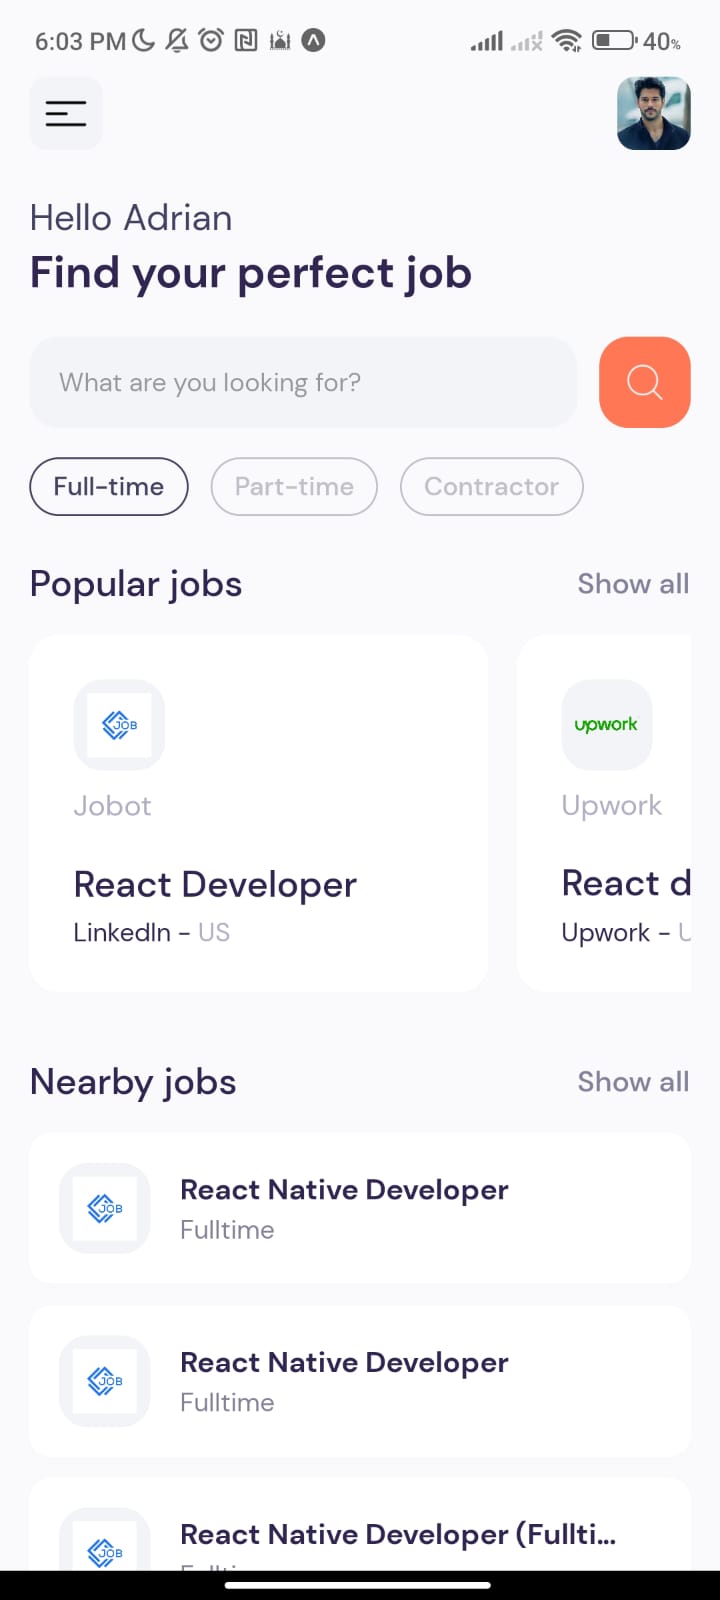 6:03 PM
40%
Hello Adrian
Find your perfect job
What are you looking for?
Full-time
Part-time
Contractor
Popular jobs
Show all
JOB
Jobot
React Developer
LinkedIn - US
upwork
Upwork
React d
Upwork -
Nearby jobs
Show all
JOB
React Native Developer
Fulltime
JOB
React Native Developer
Fulltime
JOB
React Native Developer (Fullti...